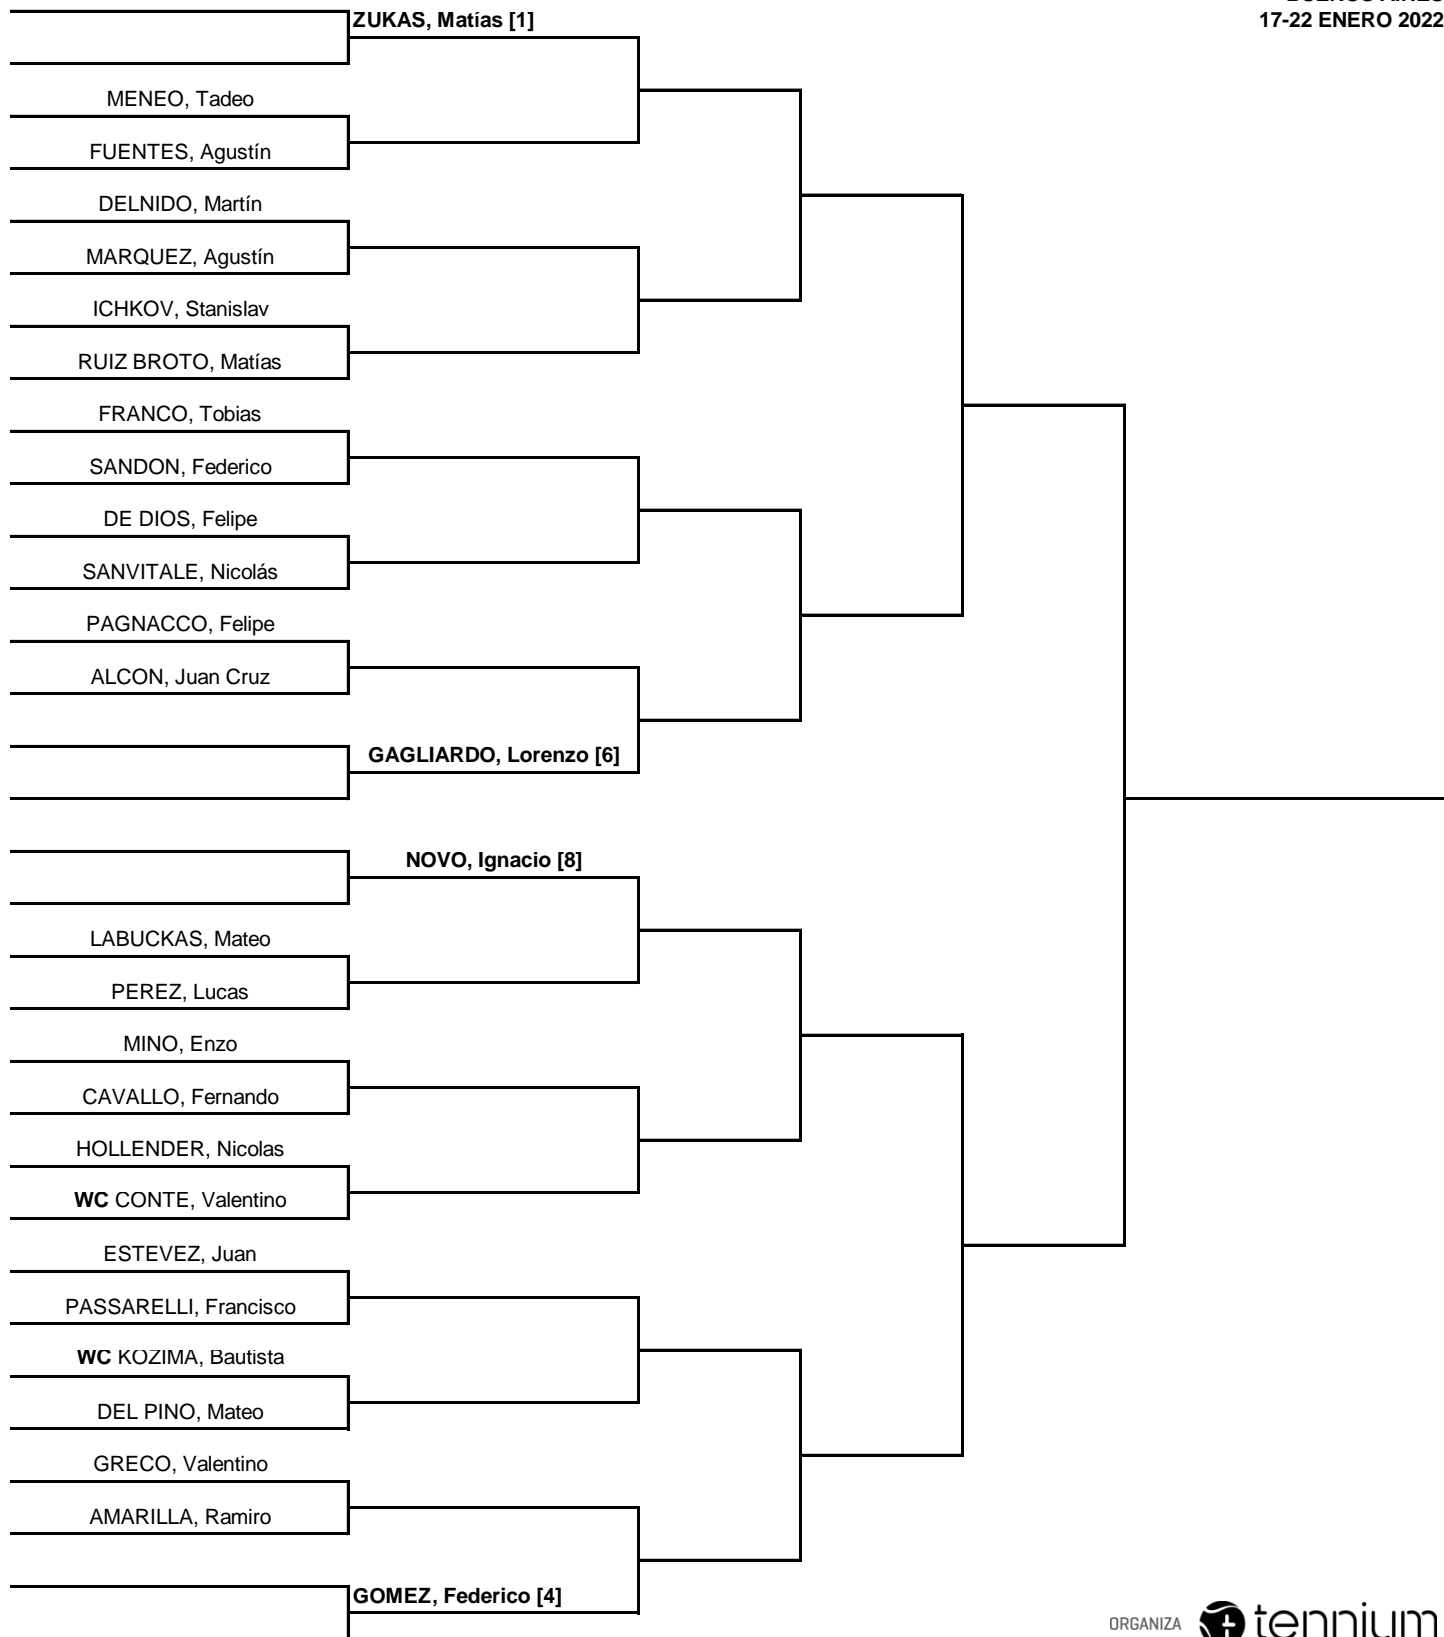 ZUKAS, Matías [1]
17-22 ENERO 2022
MENEO, Tadeo
FUENTES, Agustín
DELNIDO, Martín
MARQUEZ, Agustín
ICHKOV, Stanislav
RUIZ BROTO, Matías
FRANCO, Tobias
SANDON, Federico
DE DIOS, Felipe
SANVITALE, Nicolás
PAGNACCO, Felipe
ALCON, Juan Cruz
GAGLIARDO, Lorenzo [6]
NOVO, Ignacio [8]
LABUCKAS, Mateo
PEREZ, Lucas
MINO, Enzo
CAVALLO, Fernando
HOLLENDER, Nicolas
WC CONTE, Valentino
ESTEVEZ, Juan
PASSARELLI, Francisco
WC KOZIMA, Bautista
DEL PINO, Mateo
GRECO, Valentino
AMARILLA, Ramiro
GOMEZ, Federico [4]
ORGANIZA tennium